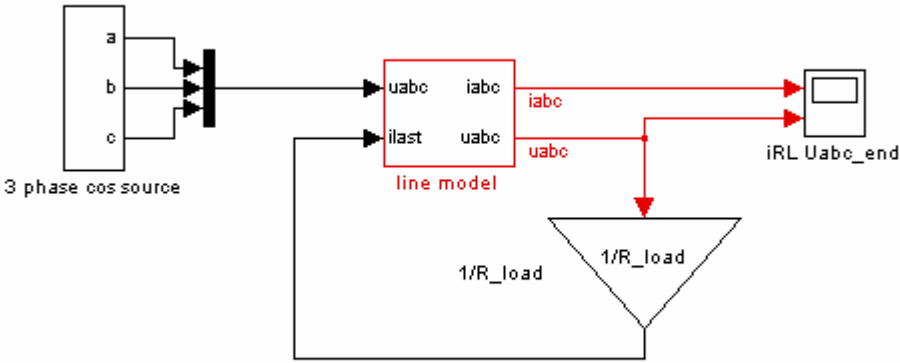 a
b
c
3 phase cos source
uabc
iabc
ilast
uabc
line model
iabc
uabc
iRL Uabc_end
1/R_load
1/R_load